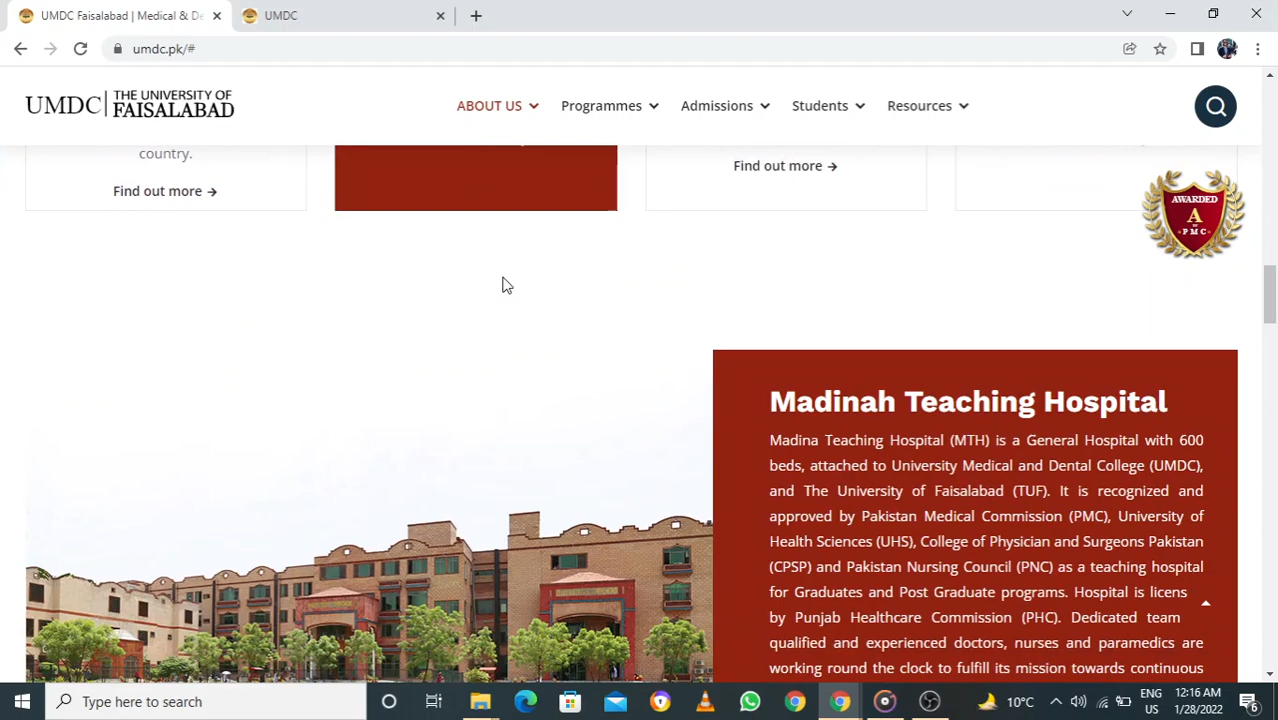 UMDC Faisalabad | Medical & De
UMDC
umdc.pk/#
UMDC | THE UNIVERSITY OF FAISALABAD
ABOUT US
Programmes
Admissions
Students
Resources
country.
Find out more →
Find out more →
AWARDED
A
BY
PMC
Madinah Teaching Hospital
Madina Teaching Hospital (MTH) is a General Hospital with 600
beds, attached to University Medical and Dental College (UMDC),
and The University of Faisalabad (TUF). It is recognized and
approved by Pakistan Medical Commission (PMC), University of
Health Sciences (UHS), College of Physician and Surgeons Pakistan
(CPSP) and Pakistan Nursing Council (PNC) as a teaching hospital
for Graduates and Post Graduate programs. Hospital is licens
by Punjab Healthcare Commission (PHC). Dedicated team
qualified and experienced doctors, nurses and paramedics are
working round the clock to fulfill its mission towards continuous
Type here to search
10°C
ENG
US
12:16 AM
1/28/2022
6